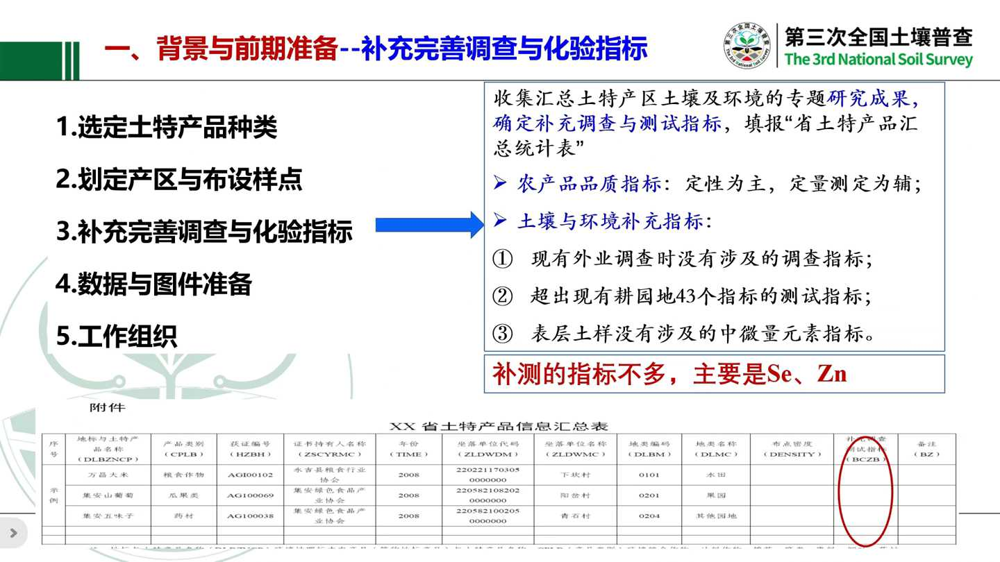 一、背景与前期准备--补充完善调查与化验指标
第三次全国土壤普查
The 3rd National Soil Survey
第三次全国土壤普查
The 3rd National Soil Survey
1.选定土特产品种类
2.划定产区与布设样点
3.补充完善调查与化验指标
4.数据与图件准备
5.工作组织
收集汇总土特产区土壤及环境的专题研究成果，
确定补充调查与测试指标，填报“省土特产品汇
总统计表”
➢ 农产品品质指标：定性为主，定量测定为辅；
➢ 土壤与环境补充指标：
① 现有外业调查时没有涉及的调查指标；
② 超出现有耕园地43个指标的测试指标；
③ 表层土样没有涉及的中微量元素指标。
补测的指标不多，主要是Se、Zn
附件
XX 省土特产品信息汇总表
序号 地标与土特产品名称（DLBZNCP） 产品类别（CPLB） 获证编号（HZBH） 证书持有人名称（ZSCYRMC） 年份（TIME） 坐落单位代码（ZLDWDM） 坐落单位名称（ZLDWMC） 地类编码（DLBM） 地类名称（DLMC） 布点密度（DENSITY） 补充调查测试指标（BCZB） 备注（BZ）
示例
万昌大米 粮食作物 AGI00102 永吉县粮食行业协会 2008 2202211703050000000 下坎村 0101 水田
集安山葡萄 瓜果类 AG100069 集安绿色食品产业协会 2008 2205821082020000000 阳岔村 0201 果园
集安五味子 药材 AG100038 集安绿色食品产业协会 2008 2205821002050000000 青石村 0204 其他园地